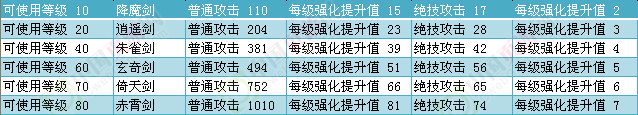 可使用等级 10 降魔剑 普通攻击 110 每级强化提升值 15 绝技攻击 17 每级强化提升值 2
可使用等级 20 逍遥剑 普通攻击 204 每级强化提升值 23 绝技攻击 28 每级强化提升值 3
可使用等级 40 朱雀剑 普通攻击 381 每级强化提升值 39 绝技攻击 42 每级强化提升值 4
可使用等级 60 玄奇剑 普通攻击 494 每级强化提升值 51 绝技攻击 56 每级强化提升值 5
可使用等级 70 倚天剑 普通攻击 752 每级强化提升值 66 绝技攻击 65 每级强化提升值 6
可使用等级 80 赤霄剑 普通攻击 1010 每级强化提升值 81 绝技攻击 74 每级强化提升值 7